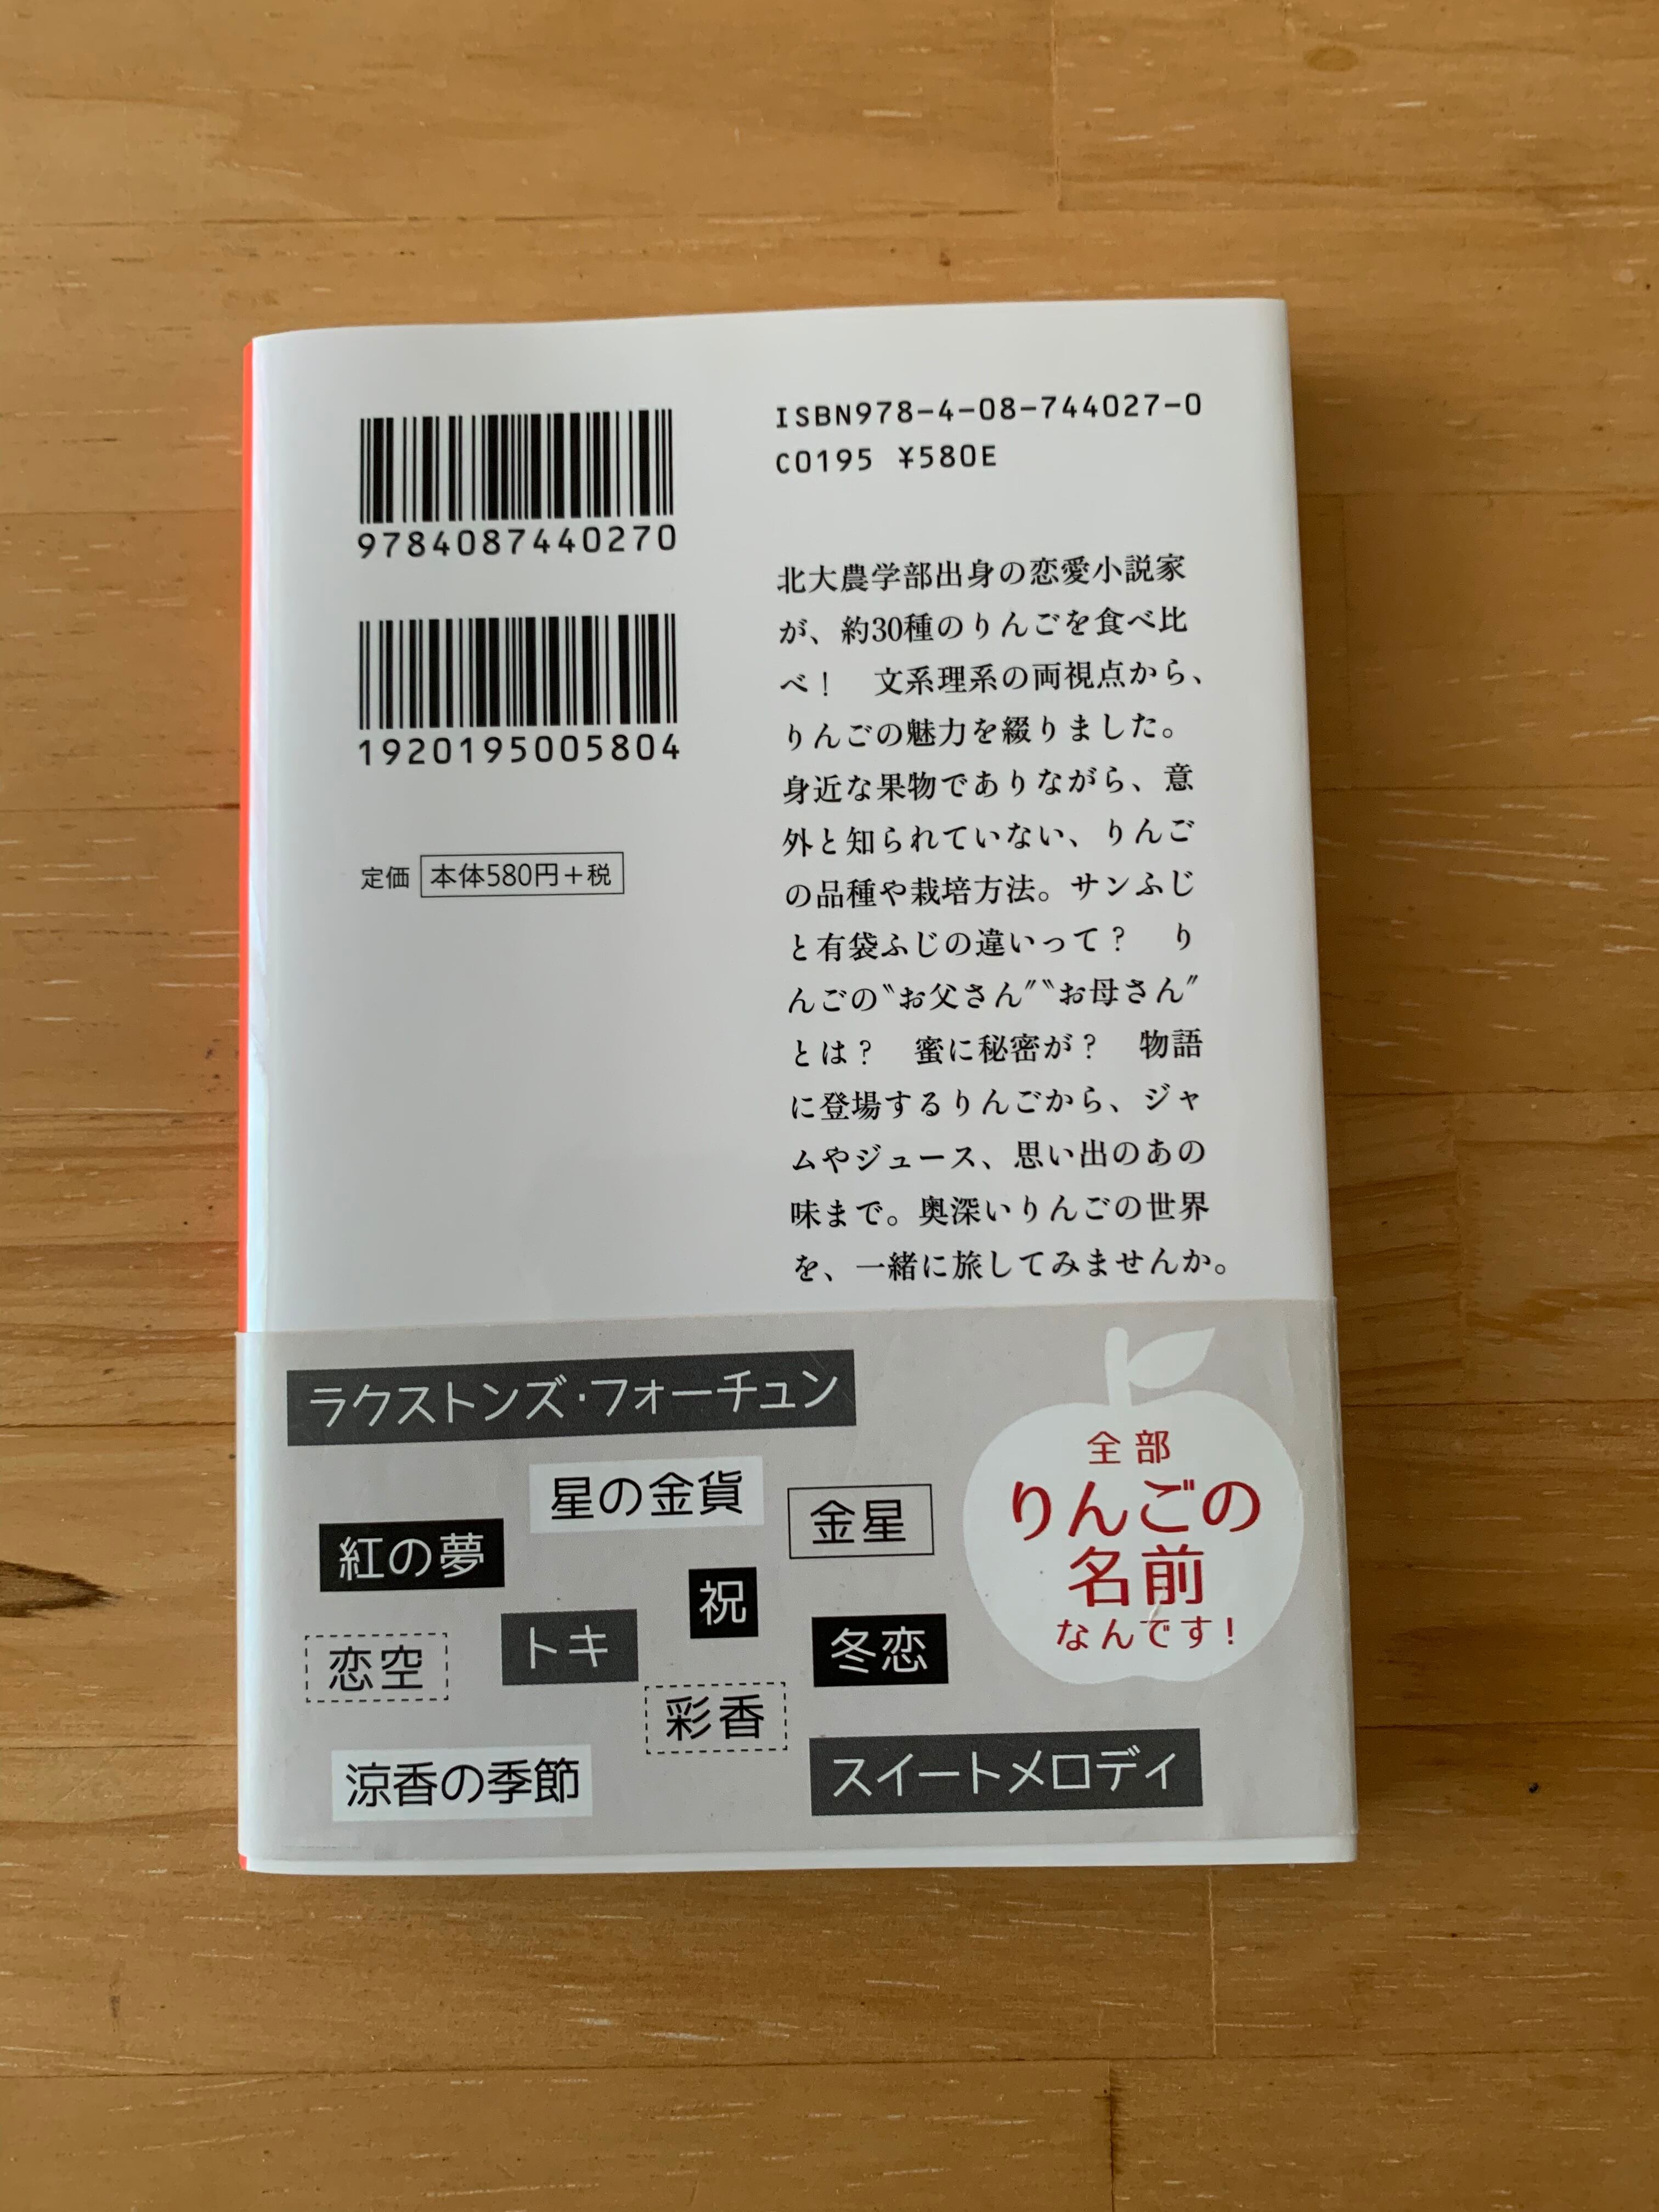 9784087440270
1920195005804
定価 本体580円+税
ISBN978-4-08-744027-0
C0195 ¥580E
北大農学部出身の恋愛小説家
が、約30種のりんごを食べ比
べ！　文系理系の両視点から、
りんごの魅力を綴りました。
身近な果物でありながら、意
外と知られていない、りんご
の品種や栽培方法。サンふじ
と有袋ふじの違いって？　り
んごの〝お父さん〞〝お母さん〞
とは？　蜜に秘密が？　物語
に登場するりんごから、ジャ
ムやジュース、思い出のあの
味まで。奥深いりんごの世界
を、一緒に旅してみませんか。
ラクストンズ・フォーチュン
星の金貨
金星
紅の夢
祝
恋空
トキ
冬恋
彩香
涼香の季節
スイートメロディ
全部
りんごの
名前
なんです！